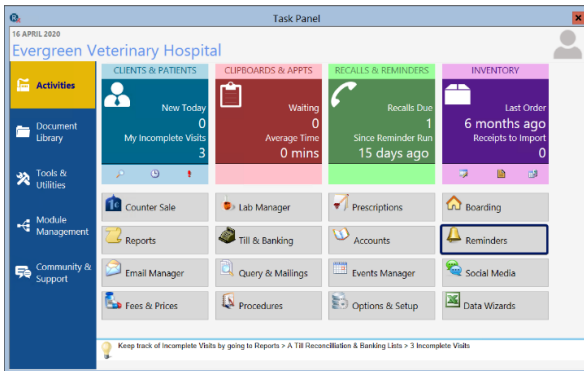 Task Panel
16 APRIL 2020
Evergreen Veterinary Hospital
Activities
Document
Library
Tools &
Utilities
Module
Management
Community &
Support
CLIENTS & PATIENTS
New Today
0
My Incomplete Visits
3
CLIPBOARDS & APPTS
Waiting
0
Average Time
0 mins
RECALLS & REMINDERS
Recalls Due
1
Since Reminder Run
15 days ago
INVENTORY
Last Order
6 months ago
Receipts to Import
0
Counter Sale
Lab Manager
Prescriptions
Boarding
Reports
Till & Banking
Accounts
Reminders
Email Manager
Query & Mailings
Events Manager
Social Media
Fees & Prices
Procedures
Options & Setup
Data Wizards
Keep track of Incomplete Visits by going to Reports > A Till Reconcilliation & Banking Lists > 3 Incomplete Visits